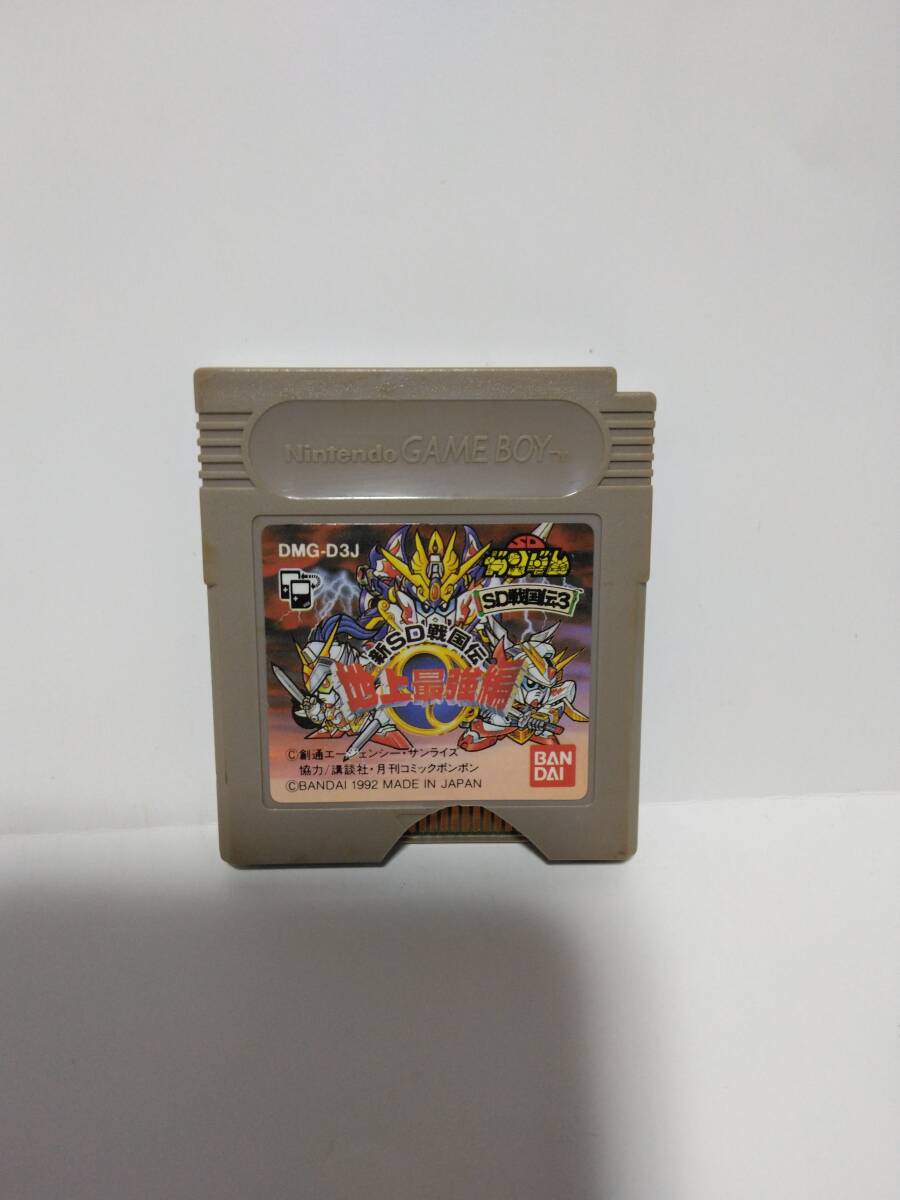 Nintendo GAME BOY TM
DMG-D3J
SD
ガンダム
SD戦国伝3
新SD戦国伝
地上最強編
©創通エージェンシー・サンライズ
協力/講談社・月刊コミックボンボン
©BANDAI 1992 MADE IN JAPAN
BAN
DAI